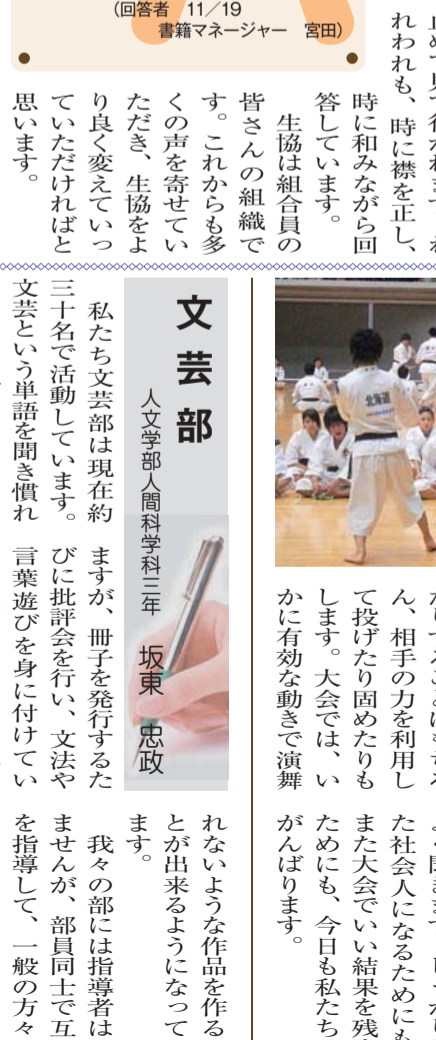 (回答者 11/19
書籍マネージャー 宮田)
れわれも、時に襟を正し、
時に和みながら回
答しています。
生協は組合員の
皆さんの組織で
す。これからも多
くの声を寄せてい
ただき、生協をよ
り良く変えていっ
ていただければと
思います。
北海道
ん、相手の力を利用し
て投げたり固めたりも
します。大会では、い
かに有効な動きで演舞
た社会人になるためにも
また大会でいい結果を残
ためにも、今日も私たち
がんばります。
文芸部
人文学部人間科学科三年 坂東 忠政
私たち文芸部は現在約
三十名で活動しています。
文芸という単語を聞き慣れ
ますが、冊子を発行するた
びに批評会を行い、文法や
言葉遊びを身に付けてい
れないような作品を作る
とが出来るようになって
ます。
我々の部には指導者は
ませんが、部員同士で互
を指導して、一般の方々